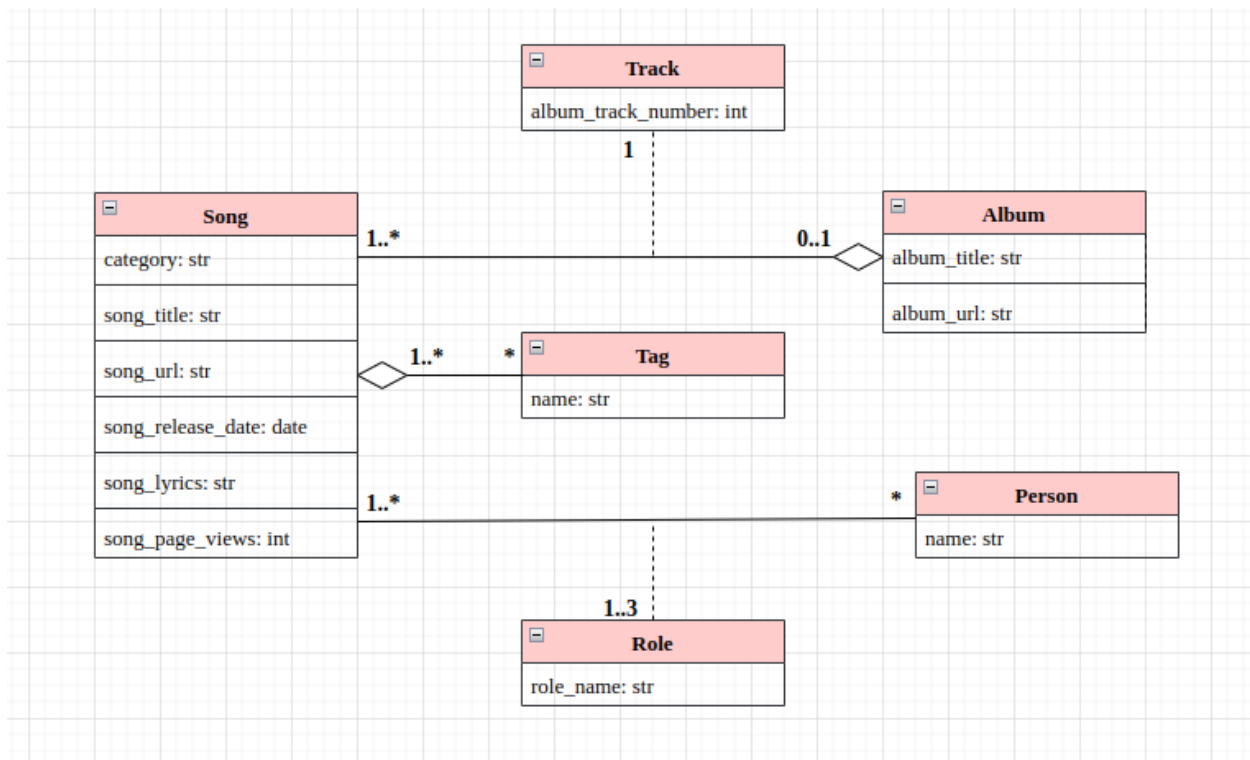 Track
album_track_number: int
1
Song
category: str
song_title: str
song_url: str
song_release_date: date
song_lyrics: str
song_page_views: int
1..*
0..1
Album
album_title: str
album_url: str
1..*
*
Tag
name: str
1..*
*
Person
name: str
1..3
Role
role_name: str